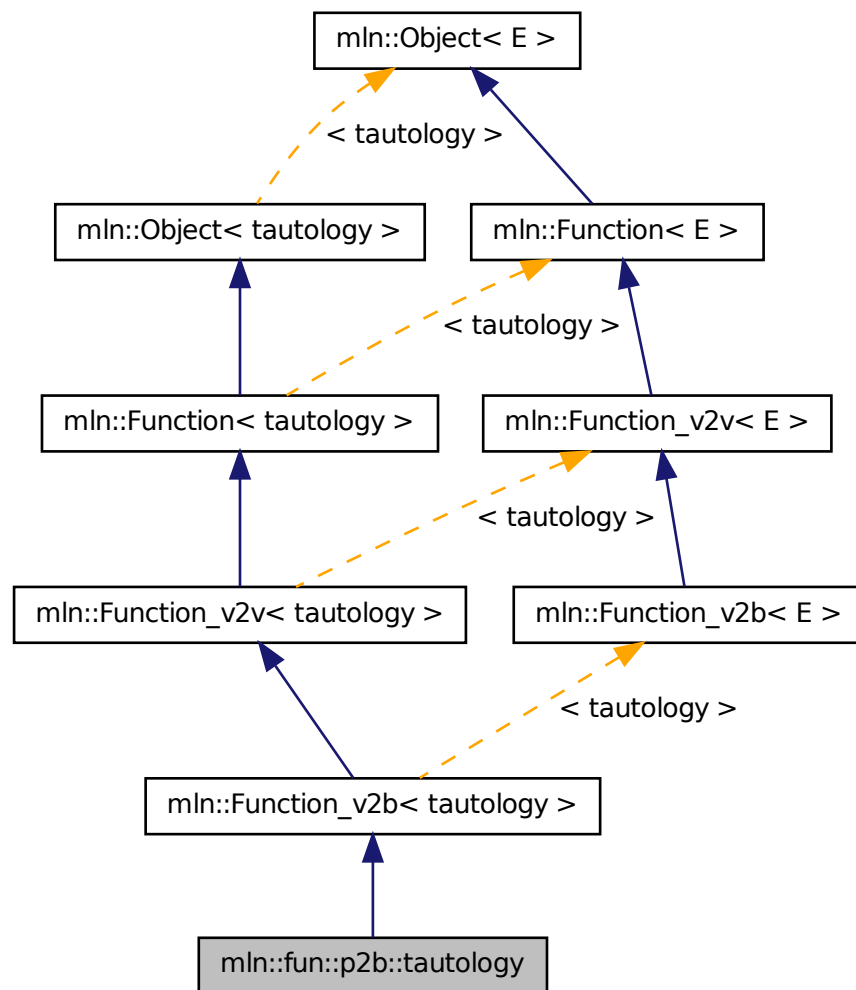 mln::Object< E >
< tautology >
mln::Object< tautology >
mln::Function< E >
< tautology >
mln::Function< tautology >
mln::Function_v2v< E >
< tautology >
mln::Function_v2v< tautology >
mln::Function_v2b< E >
< tautology >
mln::Function_v2b< tautology >
mln::fun::p2b::tautology